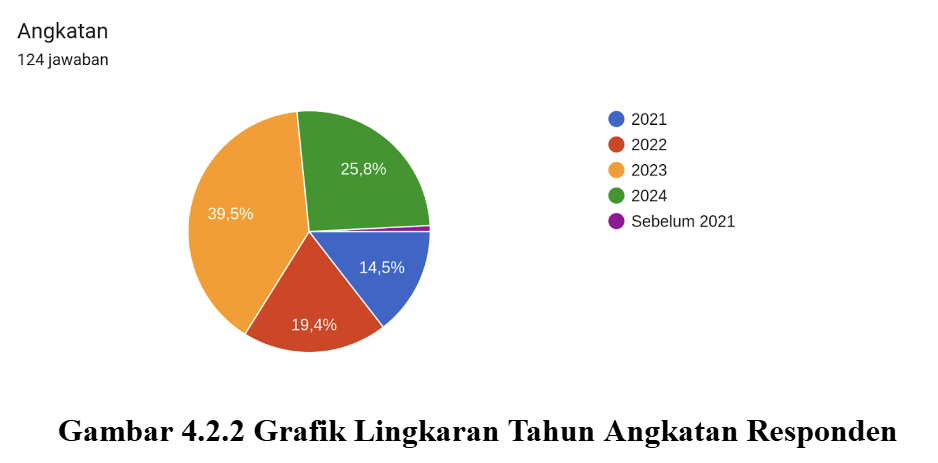 Angkatan
124 jawaban
25,8%
39,5%
14,5%
19,4%
2021
2022
2023
2024
Sebelum 2021
Gambar 4.2.2 Grafik Lingkaran Tahun Angkatan Responden